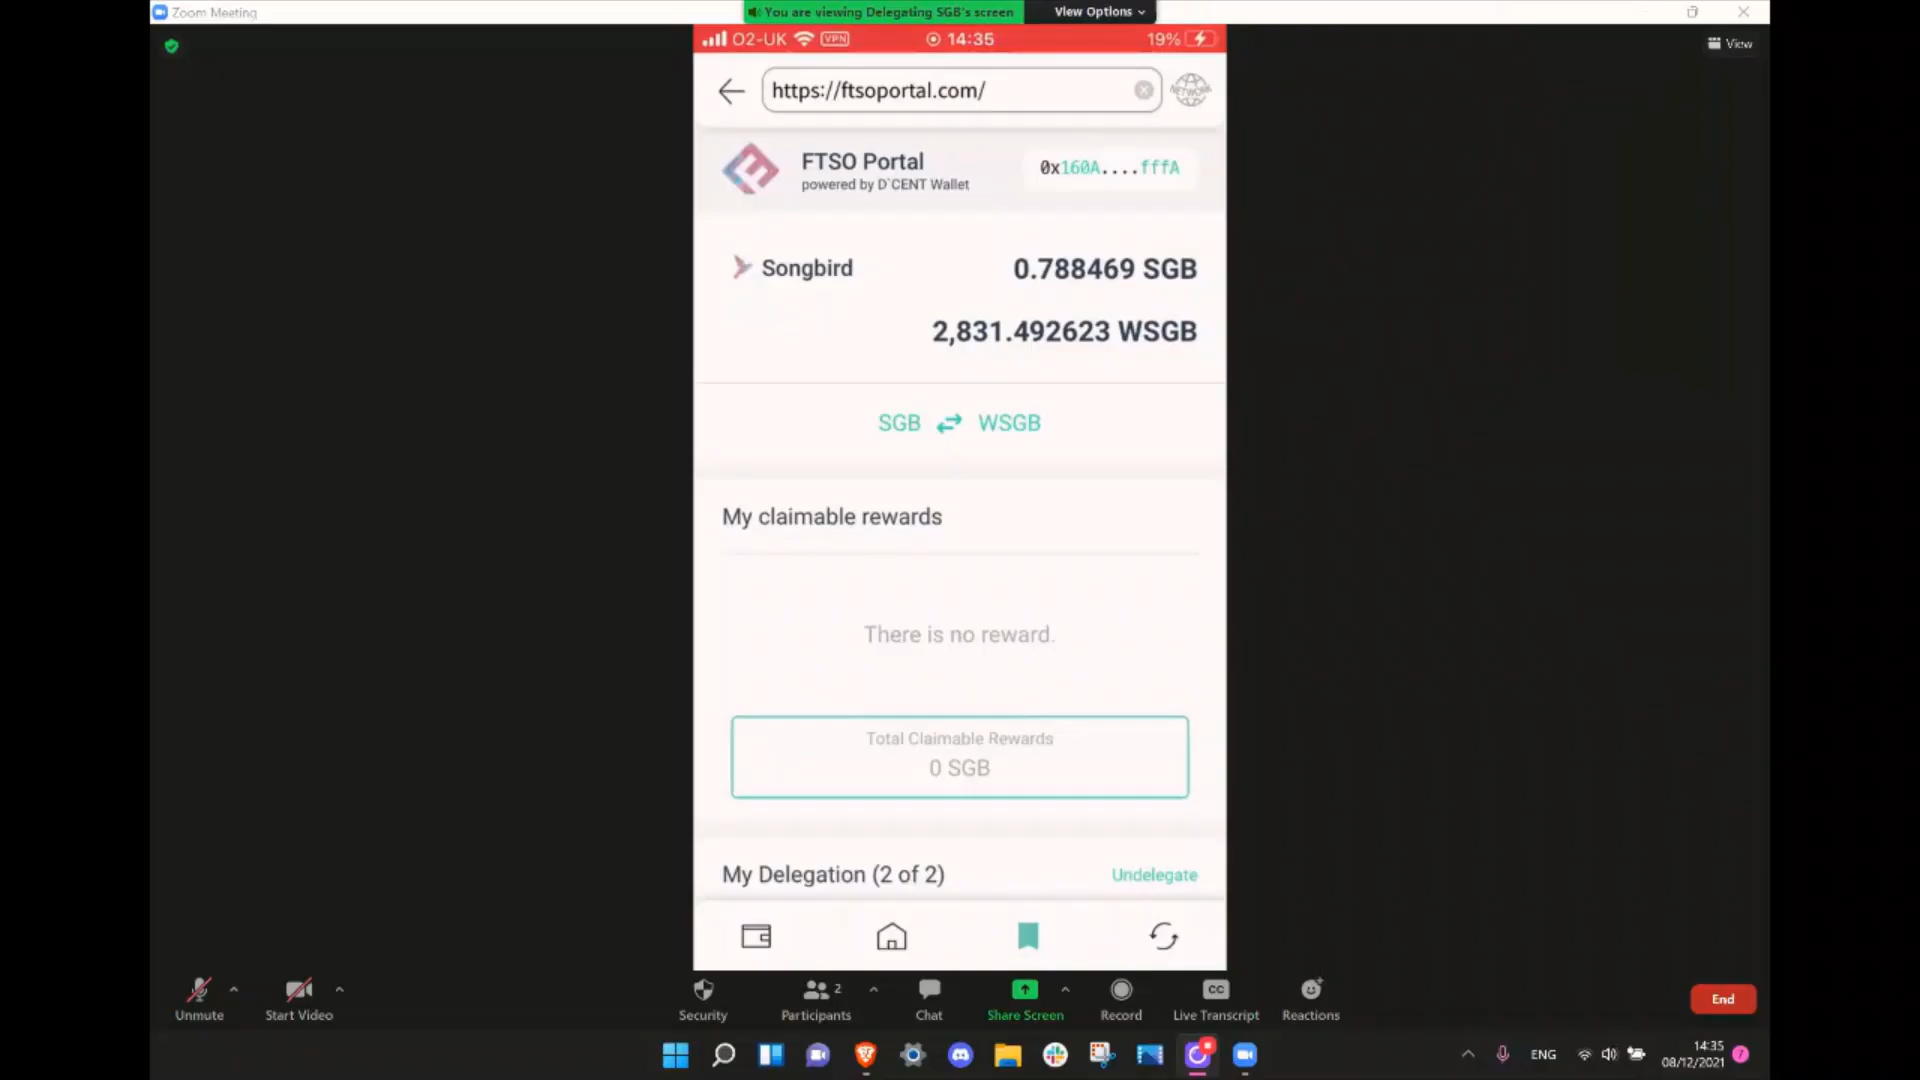 Zoom Meeting
You are viewing Delegating SGB's screen
View Options
O2-UK VPN
14:35
19%
View
https://ftsoportal.com/
NETWORK
FTSO Portal
powered by D`CENT Wallet
0x160A....fffA
Songbird
0.788469 SGB
2,831.492623 WSGB
SGB WSGB
My claimable rewards
There is no reward.
Total Claimable Rewards
0 SGB
My Delegation (2 of 2)
Undelegate
Unmute
Start Video
Security
2
Participants
Chat
Share Screen
Record
CC
Live Transcript
Reactions
End
ENG
14:35
08/12/2021
7